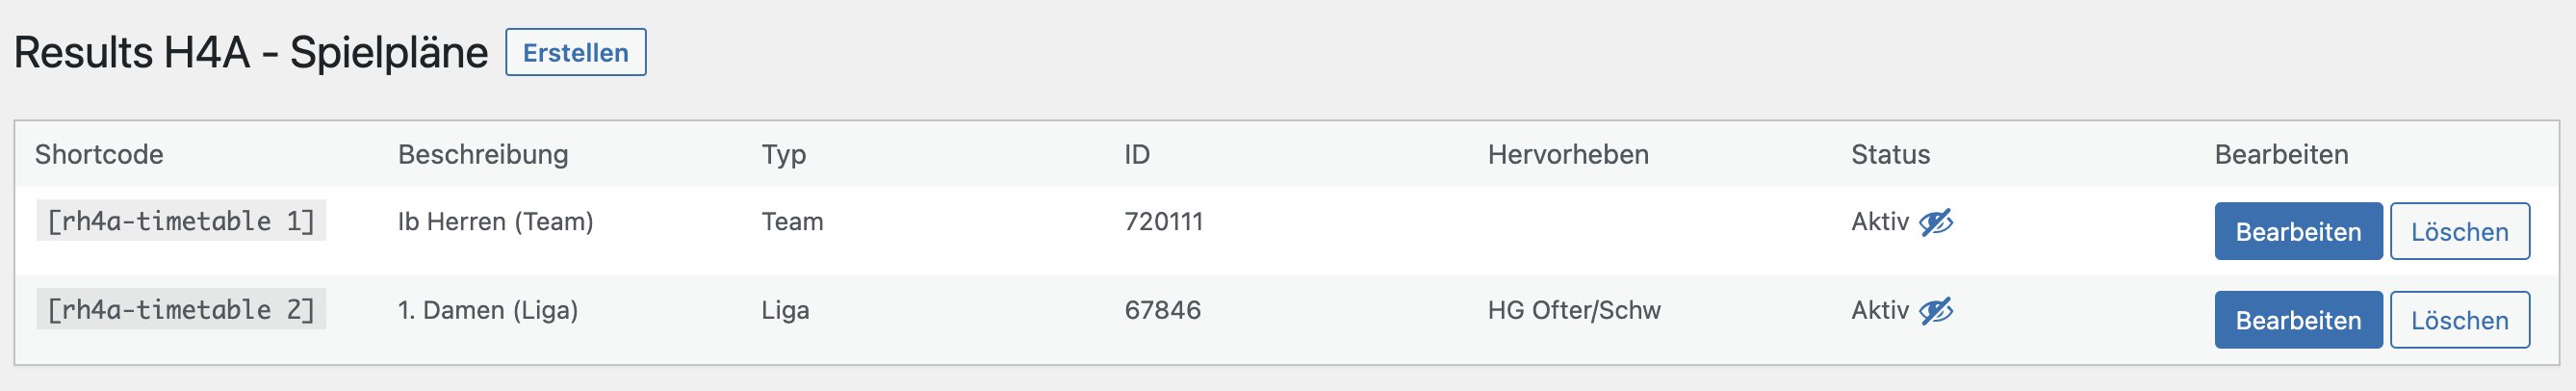 Results H4A - Spielpläne Erstellen
Shortcode Beschreibung Typ ID Hervorheben Status Bearbeiten
[rh4a-timetable 1] Ib Herren (Team) Team 720111 Aktiv Bearbeiten Löschen
[rh4a-timetable 2] 1. Damen (Liga) Liga 67846 HG Ofter/Schw Aktiv Bearbeiten Löschen